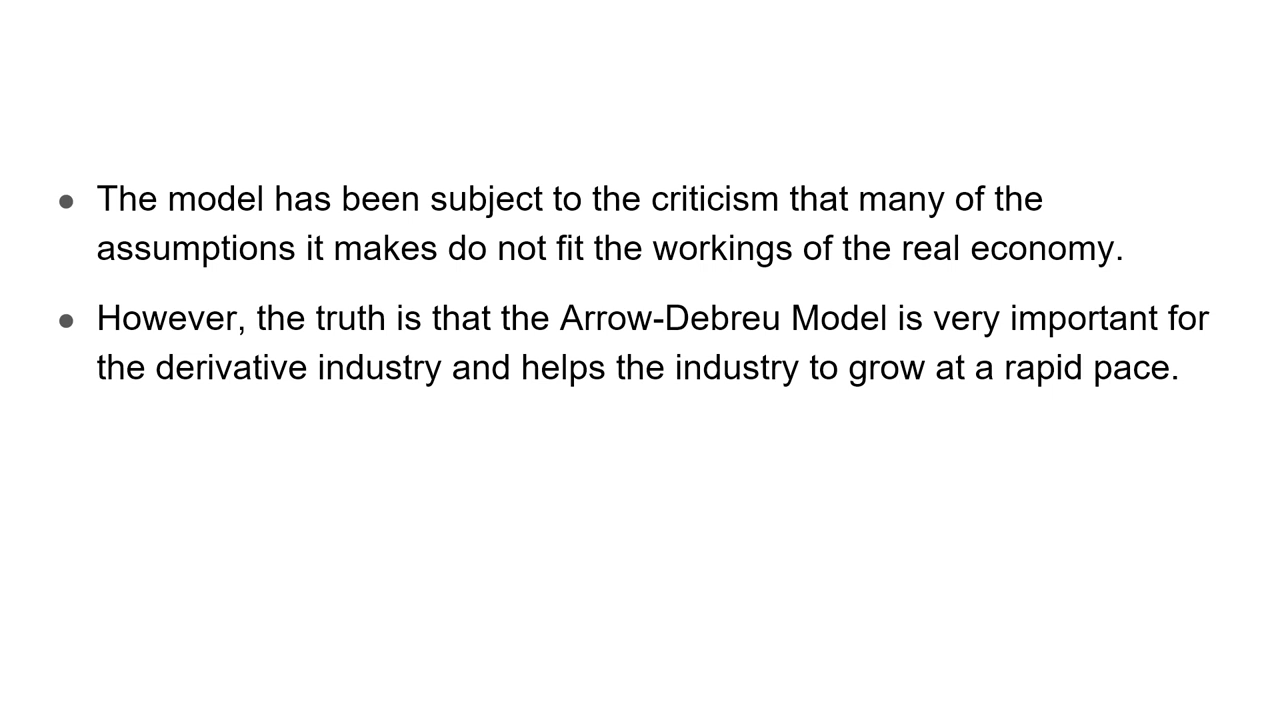 ● The model has been subject to the criticism that many of the
assumptions it makes do not fit the workings of the real economy.
● However, the truth is that the Arrow-Debreu Model is very important for
the derivative industry and helps the industry to grow at a rapid pace.